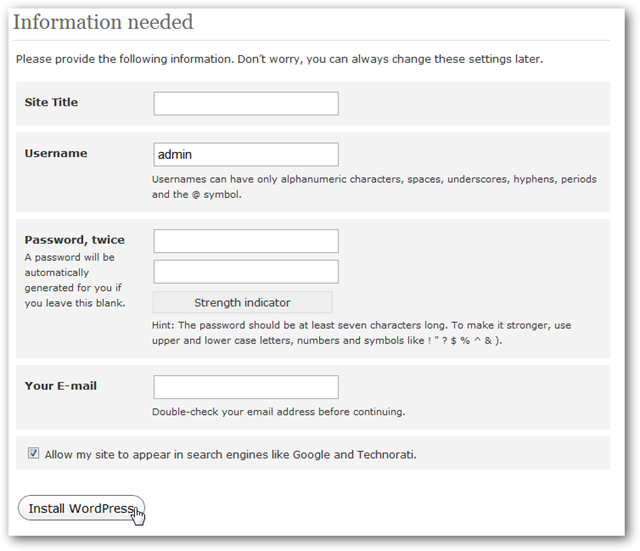 Information needed
Please provide the following information. Don't worry, you can always change these settings later.
Site Title
Username
admin
Usernames can have only alphanumeric characters, spaces, underscores, hyphens, periods
and the @ symbol.
Password, twice
A password will be
automatically
generated for you if
you leave this blank.
Strength indicator
Hint: The password should be at least seven characters long. To make it stronger, use
upper and lower case letters, numbers and symbols like ! " ? $ % ^ & ).
Your E-mail
Double-check your email address before continuing.
Allow my site to appear in search engines like Google and Technorati.
Install WordPress